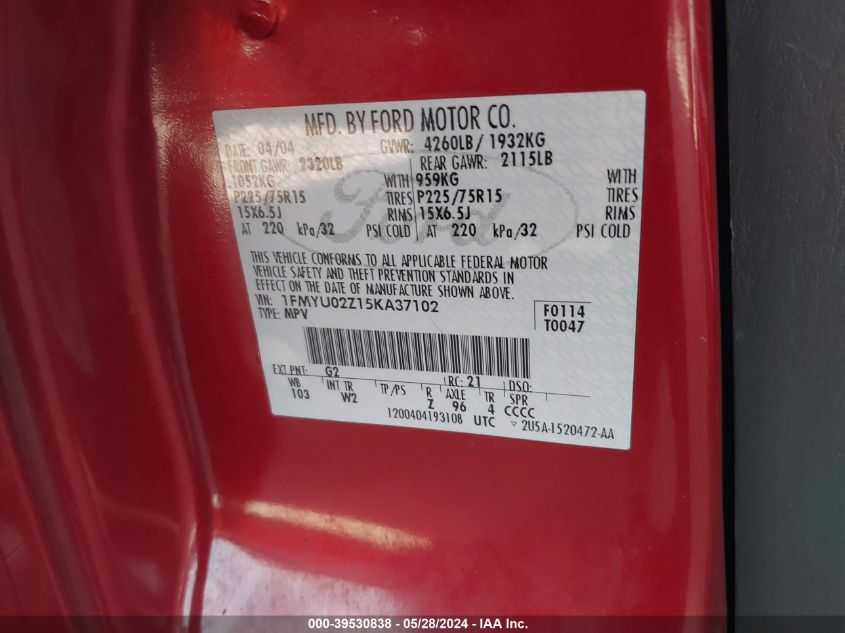 MFD. BY FORD MOTOR CO.
DATE: 04/04 GVWR: 4260LB/ 1932KG
FRONT GAWR: 2320LB REAR GAWR: 2115LB
1052KG WITH 959KG WITH
P225/75R15 TIRES P225/75R15 TIRES
15X6.5J RIMS 15X6.5J RIMS
AT 220 kPa/32 PSI COLD AT 220 kPa/32 PSI COLD
Ford
THIS VEHICLE CONFORMS TO ALL APPLICABLE FEDERAL MOTOR
VEHICLE SAFETY AND THEFT PREVENTION STANDARDS IN
EFFECT ON THE DATE OF MANUFACTURE SHOWN ABOVE.
VIN: 1FMYU02Z15KA37102 F0114
TYPE: MPV T0047
EXT PNT: G2 RC: 21 DSO:
WB INT TR TP/PS R AXLE TR SPR
103 W2 Z 96 4 CCCC
1200404193108 UTC ▽ 2U5A-1520472-AA
000-39530838 - 05/28/2024 - IAA Inc.